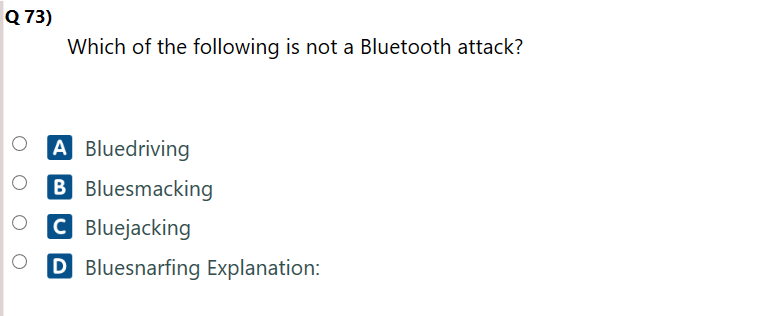 Q 73)
Which of the following is not a Bluetooth attack?
A Bluedriving
B Bluesmacking
C Bluejacking
D Bluesnarfing Explanation: